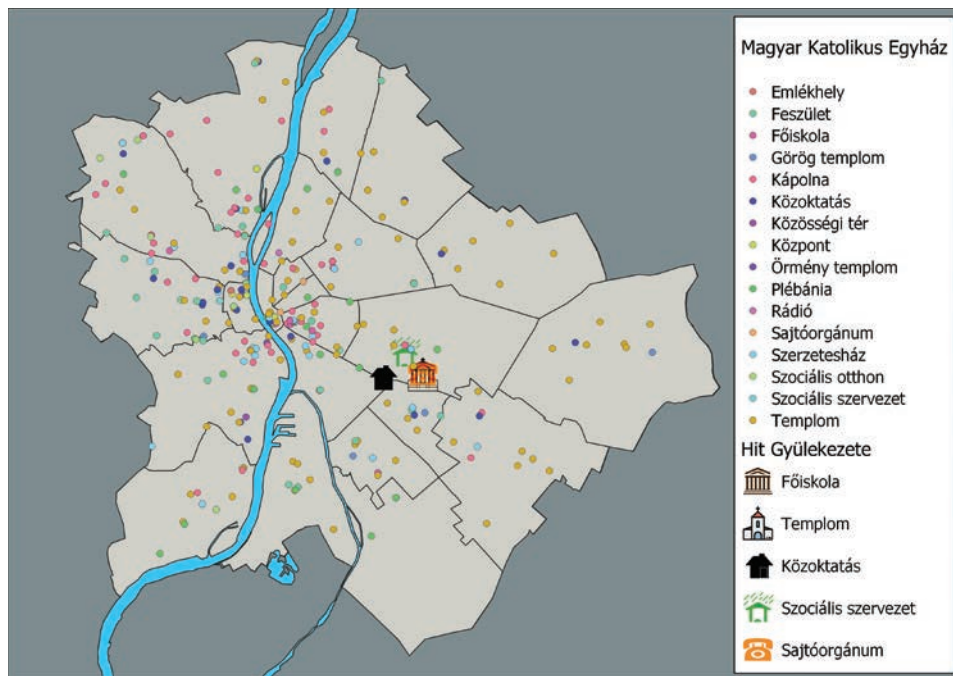 Magyar Katolikus Egyház
Emlékhely
Feszület
Főiskola
Görög templom
Kápolna
Közoktatás
Közösségi tér
Központ
Örmény templom
Plébánia
Rádió
Sajtóorgánum
Szerzetesház
Szociális otthon
Szociális szervezet
Templom
Hit Gyülekezete
Főiskola
Templom
Közoktatás
Szociális szervezet
Sajtóorgánum